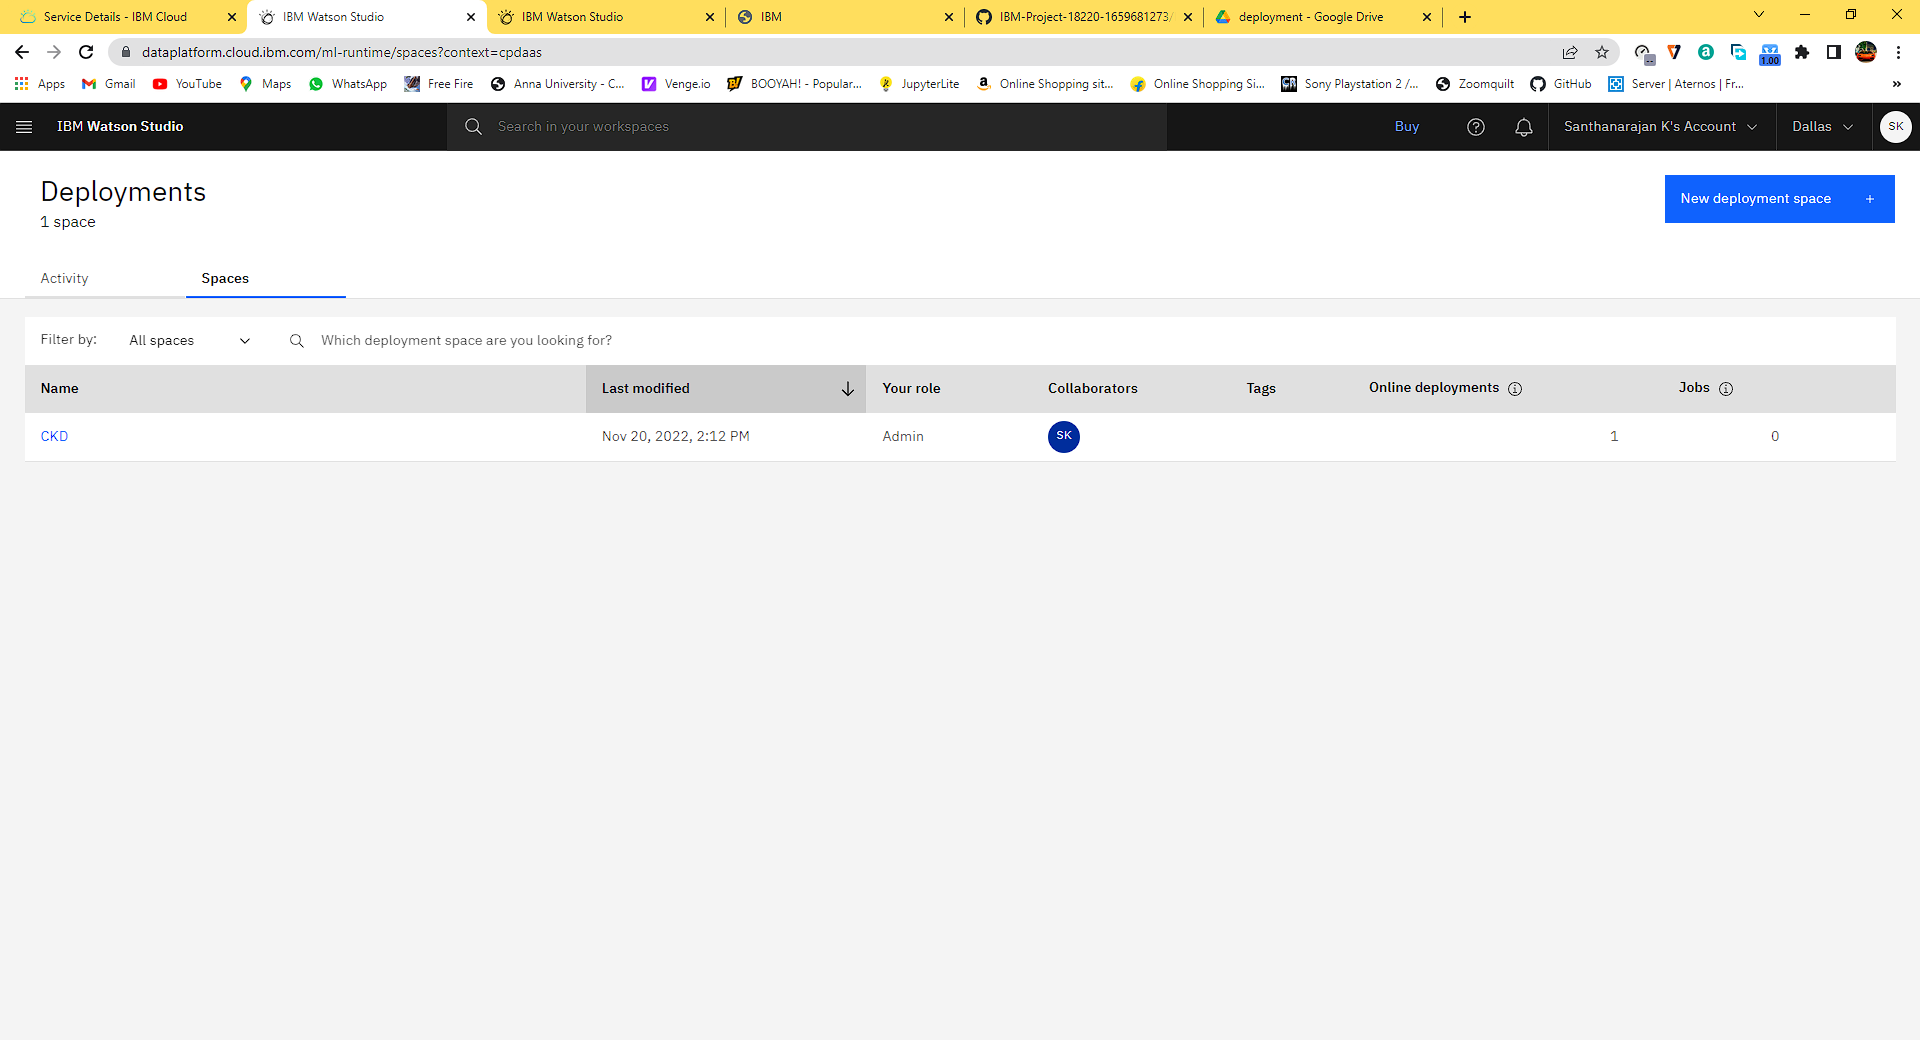 Service Details - IBM Cloud
IBM Watson Studio
IBM Watson Studio
IBM
IBM-Project-18220-1659681273/
deployment - Google Drive
dataplatform.cloud.ibm.com/ml-runtime/spaces?context=cpdaas
1.00
Apps
Gmail
YouTube
Maps
WhatsApp
Free Fire
Anna University - C...
Venge.io
BOOYAH! - Popular...
JupyterLite
Online Shopping sit...
Online Shopping Si...
Sony Playstation 2 /...
Zoomquilt
GitHub
Server | Aternos | Fr...
IBM Watson Studio
Search in your workspaces
Buy
Santhanarajan K's Account
Dallas
SK
Deployments
1 space
New deployment space +
Activity
Spaces
Filter by:
All spaces
Which deployment space are you looking for?
Name
Last modified
Your role
Collaborators
Tags
Online deployments
Jobs
CKD
Nov 20, 2022, 2:12 PM
Admin
SK
1
0